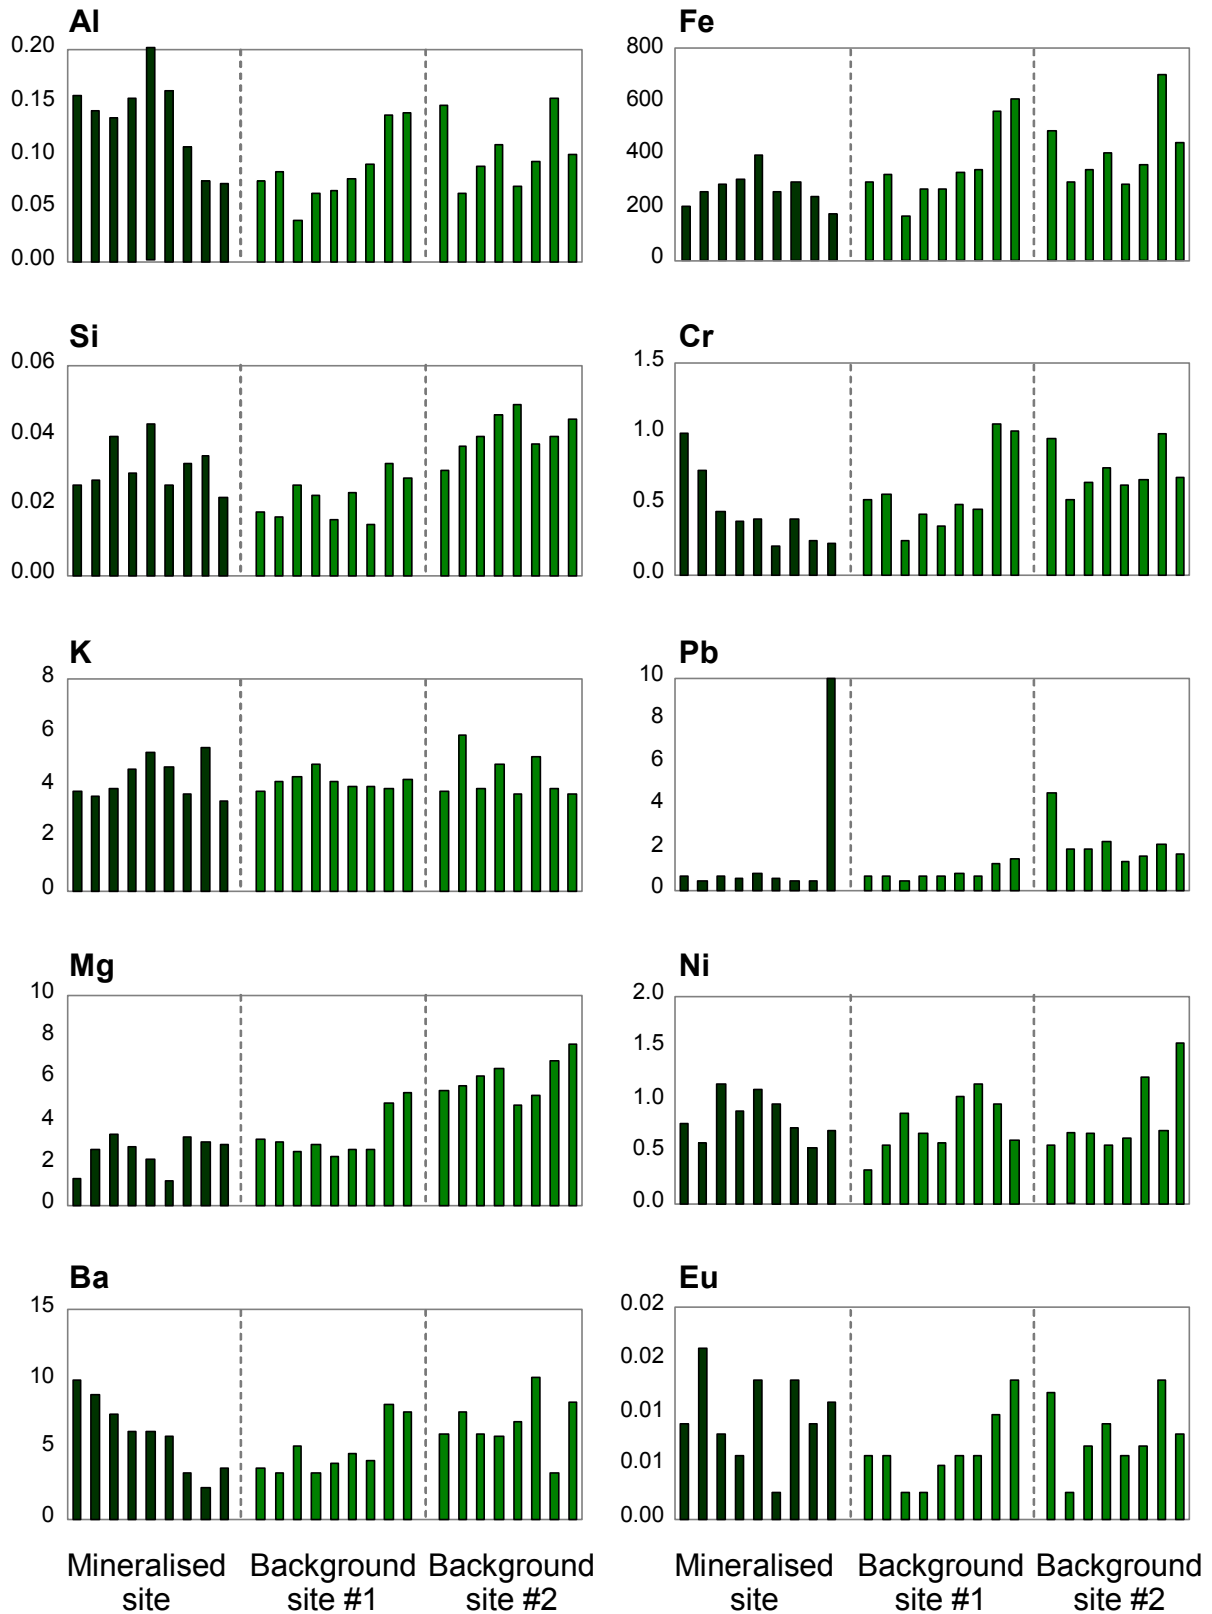 Al
0.20
0.15
0.10
0.05
0.00
Fe
800
600
400
200
0
Si
0.06
0.04
0.02
0.00
Cr
1.5
1.0
0.5
0.0
K
8
6
4
2
0
Pb
10
8
6
4
2
0
Mg
10
8
6
4
2
0
Ni
2.0
1.5
1.0
0.5
0.0
Ba
15
10
5
0
Eu
0.02
0.02
0.01
0.01
0.00
Mineralised
site
Background
site #1
Background
site #2
Mineralised
site
Background
site #1
Background
site #2